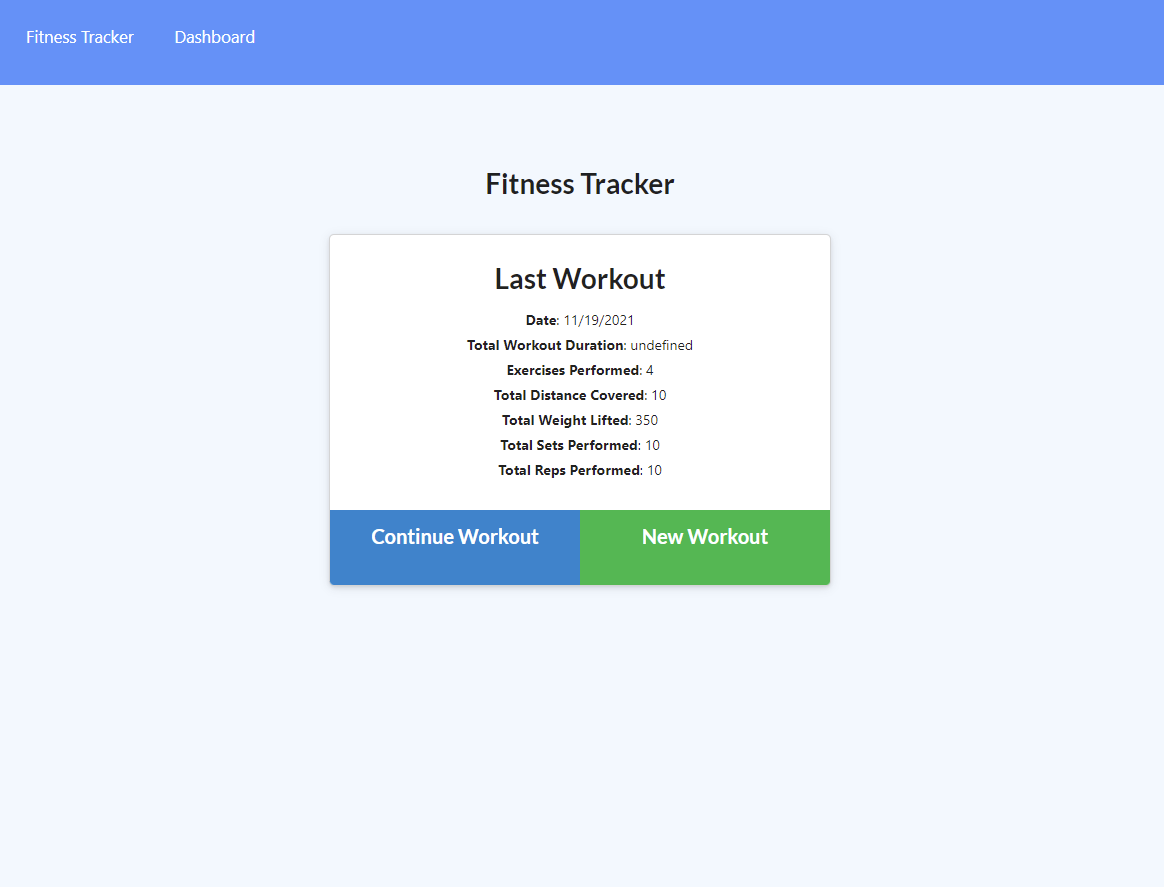 Fitness Tracker Dashboard
Fitness Tracker
Last Workout
Date: 11/19/2021
Total Workout Duration: undefined
Exercises Performed: 4
Total Distance Covered: 10
Total Weight Lifted: 350
Total Sets Performed: 10
Total Reps Performed: 10
Continue Workout New Workout